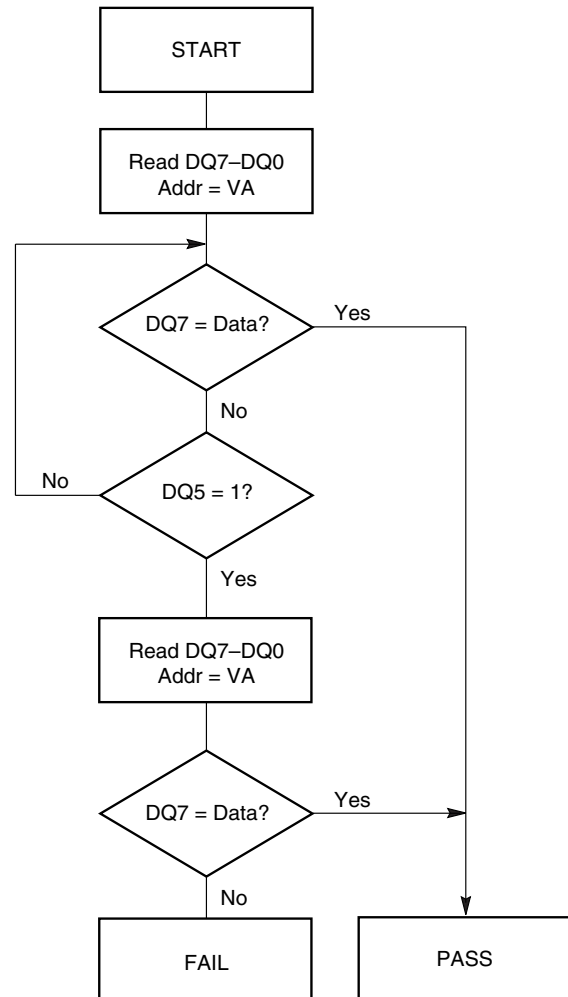 START
Read DQ7–DQ0
Addr = VA
DQ7 = Data?
Yes
No
No
DQ5 = 1?
Yes
Read DQ7–DQ0
Addr = VA
DQ7 = Data?
Yes
No
FAIL
PASS